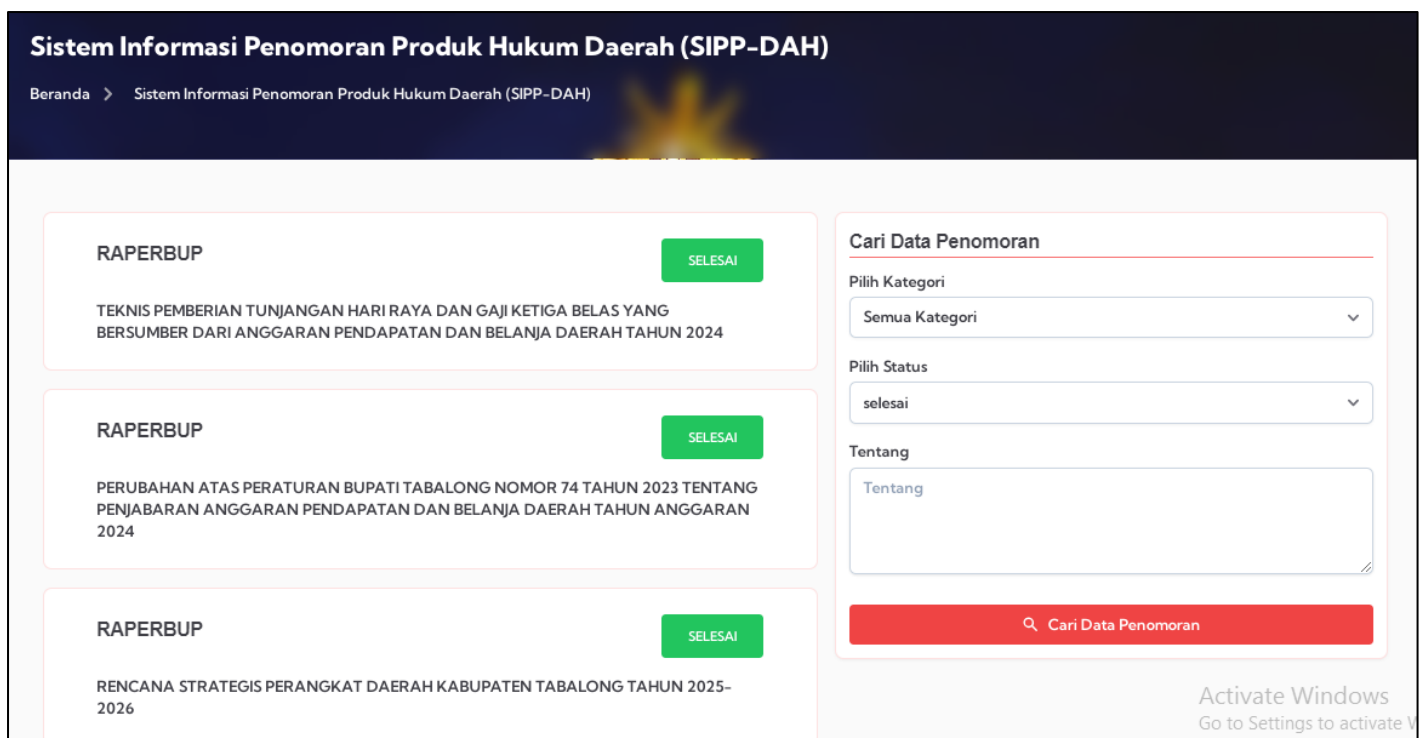 Sistem Informasi Penomoran Produk Hukum Daerah (SIPP-DAH)
Beranda > Sistem Informasi Penomoran Produk Hukum Daerah (SIPP-DAH)
RAPERBUP
SELESAI
TEKNIS PEMBERIAN TUNJANGAN HARI RAYA DAN GAJI KETIGA BELAS YANG
BERSUMBER DARI ANGGARAN PENDAPATAN DAN BELANJA DAERAH TAHUN 2024
RAPERBUP
SELESAI
PERUBAHAN ATAS PERATURAN BUPATI TABALONG NOMOR 74 TAHUN 2023 TENTANG
PENJABARAN ANGGARAN PENDAPATAN DAN BELANJA DAERAH TAHUN ANGGARAN
2024
RAPERBUP
SELESAI
RENCANA STRATEGIS PERANGKAT DAERAH KABUPATEN TABALONG TAHUN 2025-
2026
Cari Data Penomoran
Pilih Kategori
Semua Kategori
Pilih Status
selesai
Tentang
Tentang
Cari Data Penomoran
Activate Windows
Go to Settings to activate